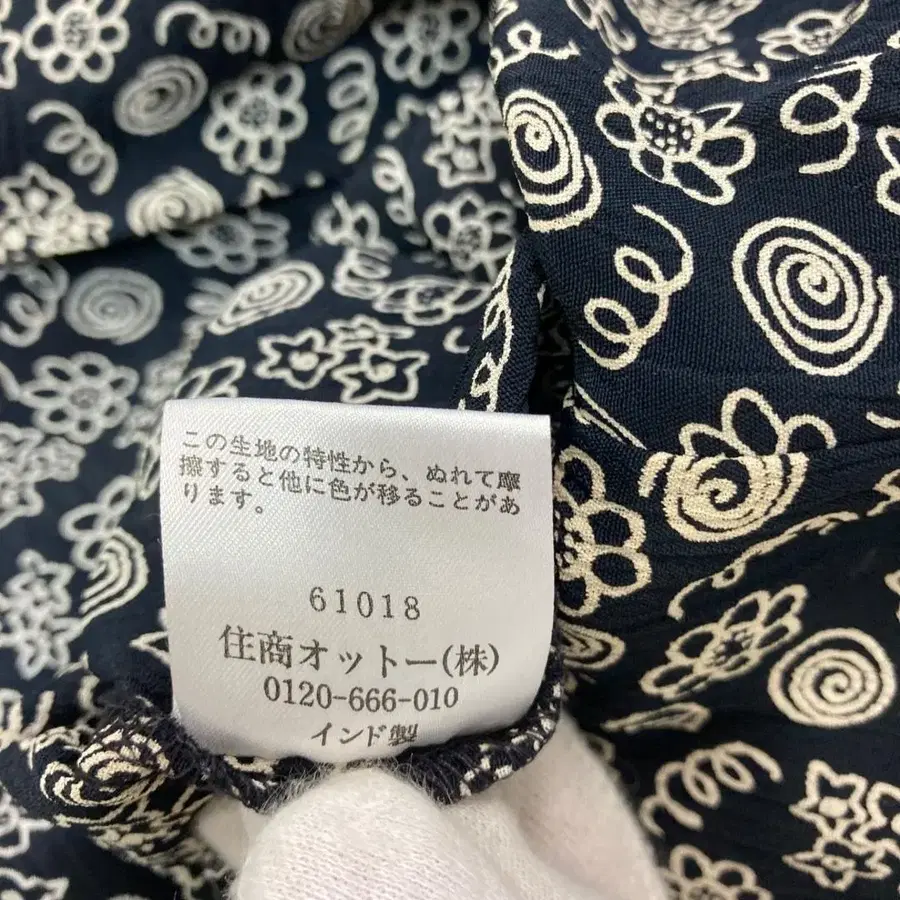 この生地の特性から、ぬれて摩
擦すると他に色が移ることがあ
ります。
61018
住商オットー(株)
0120-666-010
インド製